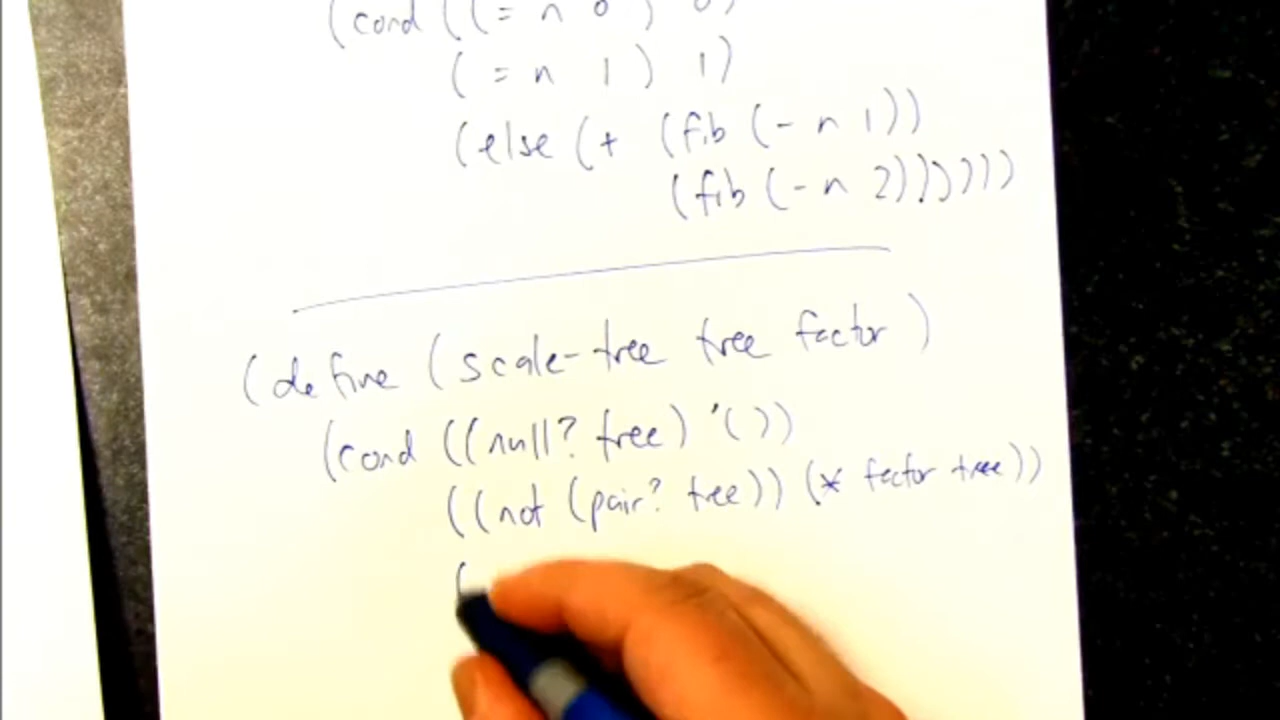 (cond ((= n 0) 0)
(= n 1) 1)
(else (+ (fib (- n 1))
(fib (- n 2))))))
(define (scale-tree tree factor)
(cond ((null? tree) '())
((not (pair? tree)) (* factor tree))
(